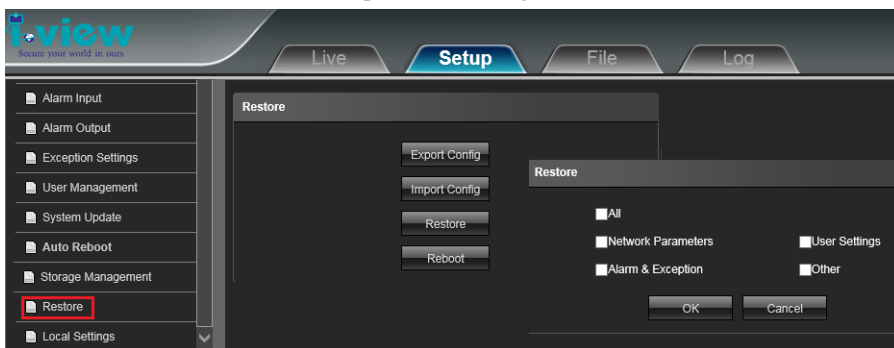 i-view
Secure your world in ours
Live
Setup
File
Log
Alarm Input
Alarm Output
Exception Settings
User Management
System Update
Auto Reboot
Storage Management
Restore
Local Settings
Restore
Export Config
Import Config
Restore
Reboot
Restore
All
Network Parameters
User Settings
Alarm & Exception
Other
OK
Cancel